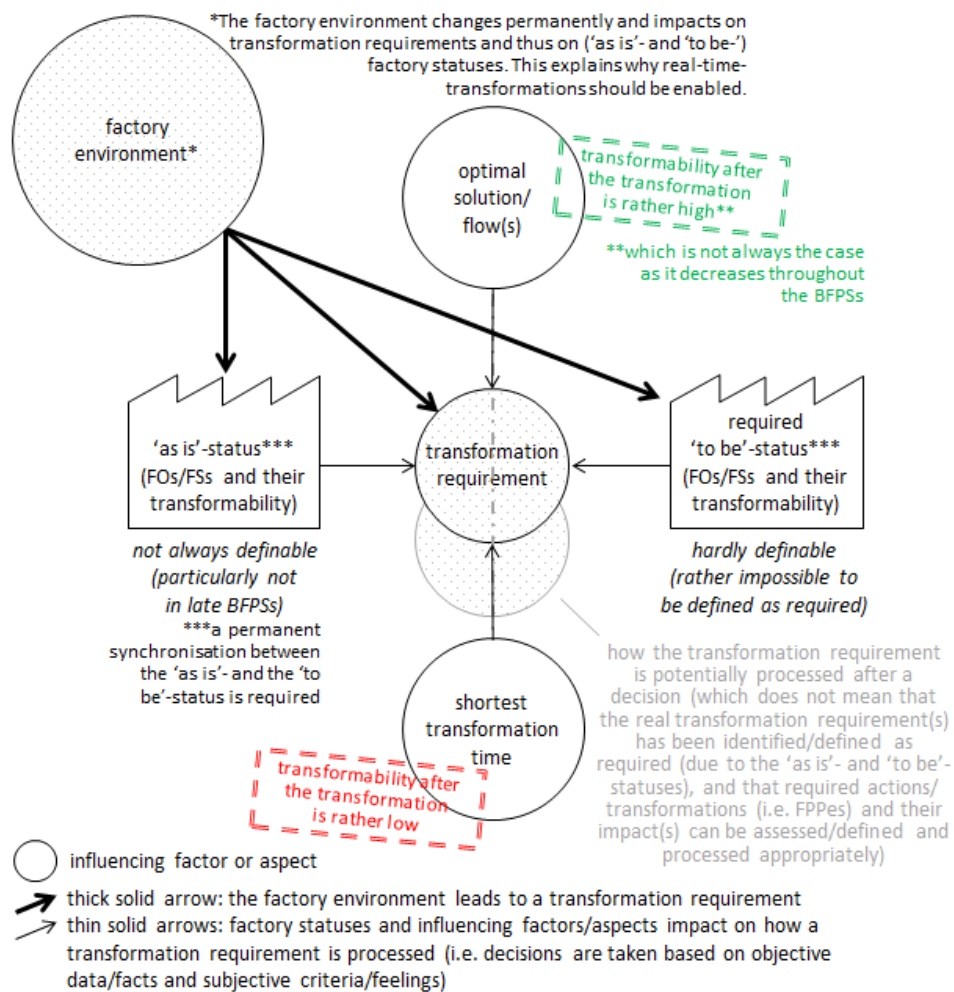 *The factory environment changes permanently and impacts on
transformation requirements and thus on (‘as is’- and ‘to be-’)
factory statuses. This explains why real-time-
transformations should be enabled.
factory
environment*
optimal
solution/
flow(s)
transformability after
the transformation
is rather high**
**which is not always the case
as it decreases throughout
the BFPSs
‘as is’-status***
(FOs/FSs and their
transformability)
transformation
requirement
required
‘to be’-status***
(FOs/FSs and their
transformability)
not always definable
(particularly not
in late BFPSs)
***a permanent
synchronisation between
the ‘as is’- and the ‘to
be’-status is required
hardly definable
(rather impossible to
be defined as required)
how the transformation requirement
is potentially processed after a
decision (which does not mean that
the real transformation requirement(s)
has been identified/defined as
required (due to the ‘as is’- and ‘to be’-
statuses), and that required actions/
transformations (i.e. FPPes) and their
impact(s) can be assessed/defined and
processed appropriately)
shortest
transformation
time
transformability after
the transformation
is rather low
influencing factor or aspect
thick solid arrow: the factory environment leads to a transformation requirement
thin solid arrows: factory statuses and influencing factors/aspects impact on how a
transformation requirement is processed (i.e. decisions are taken based on objective
data/facts and subjective criteria/feelings)